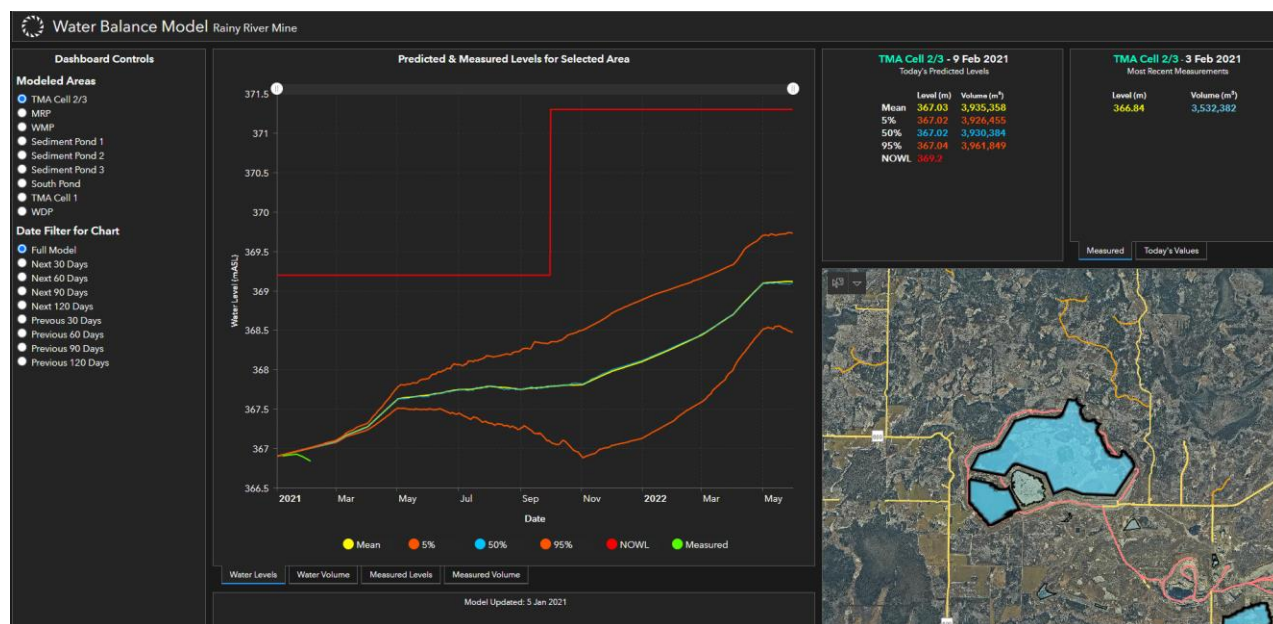 Water Balance Model Rainy River Mine
Dashboard Controls
Modeled Areas
TMA Cell 2/3
MRP
WMP
Sediment Pond 1
Sediment Pond 2
Sediment Pond 3
South Pond
TMA Cell 1
WDP
Date Filter for Chart
Full Model
Next 30 Days
Next 60 Days
Next 90 Days
Next 120 Days
Prevous 30 Days
Previous 60 Days
Previous 90 Days
Previous 120 Days
Predicted & Measured Levels for Selected Area
371.5
371
370.5
370
369.5
369
368.5
368
367.5
367
366.5
Water Level (mASL)
2021 Mar May Jul Sep Nov 2022 Mar May
Date
Mean 5% 50% 95% NOWL Measured
Water Levels Water Volume Measured Levels Measured Volume
Model Updated: 5 Jan 2021
TMA Cell 2/3 - 9 Feb 2021
Today's Predicted Levels
Level (m) Volume (m³)
Mean 367.03 3,935,358
5% 367.02 3,926,455
50% 367.02 3,930,384
95% 367.04 3,961,849
NOWL 369.2
TMA Cell 2/3 - 3 Feb 2021
Most Recent Measurements
Level (m) Volume (m³)
366.84 3,532,382
Measured Today's Values